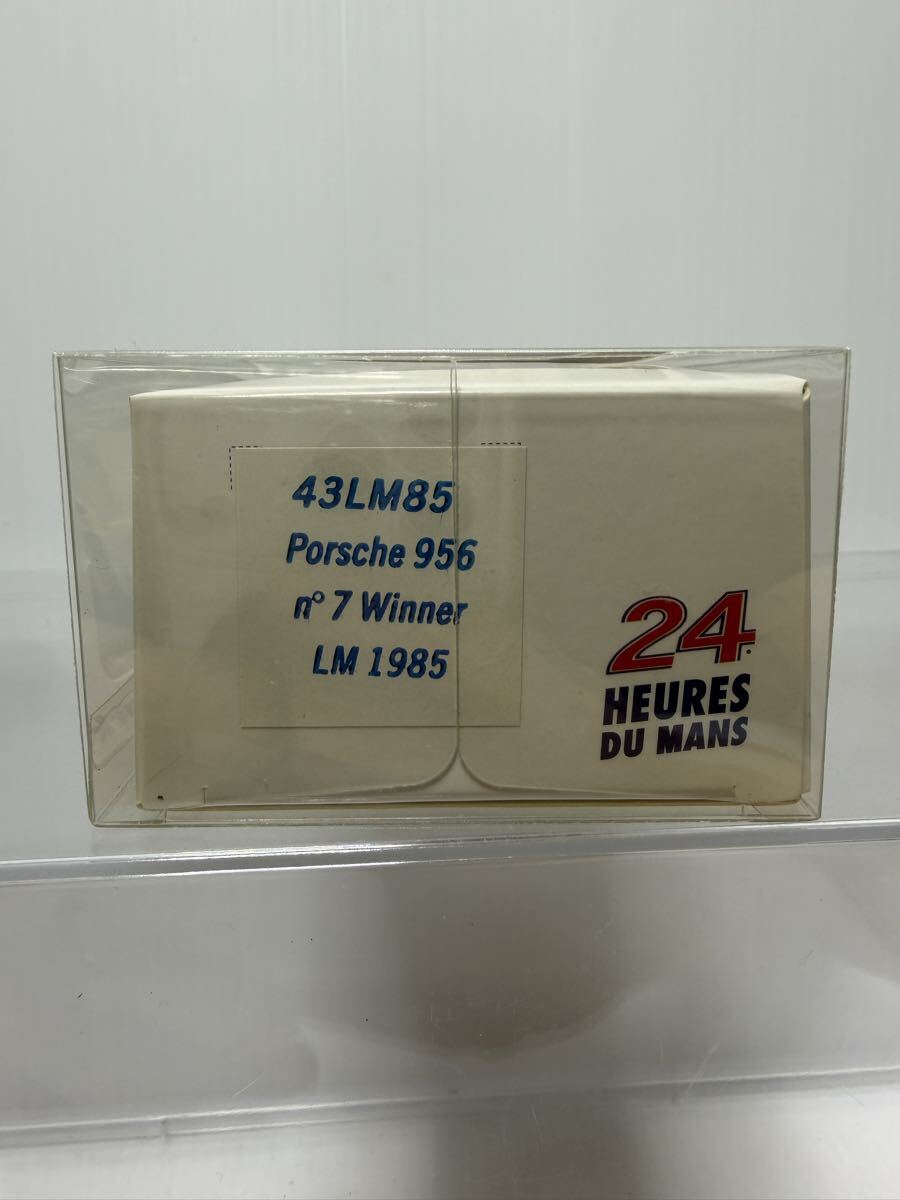 43LM85
Porsche 956
n° 7 Winner
LM 1985
24
HEURES
DU MANS